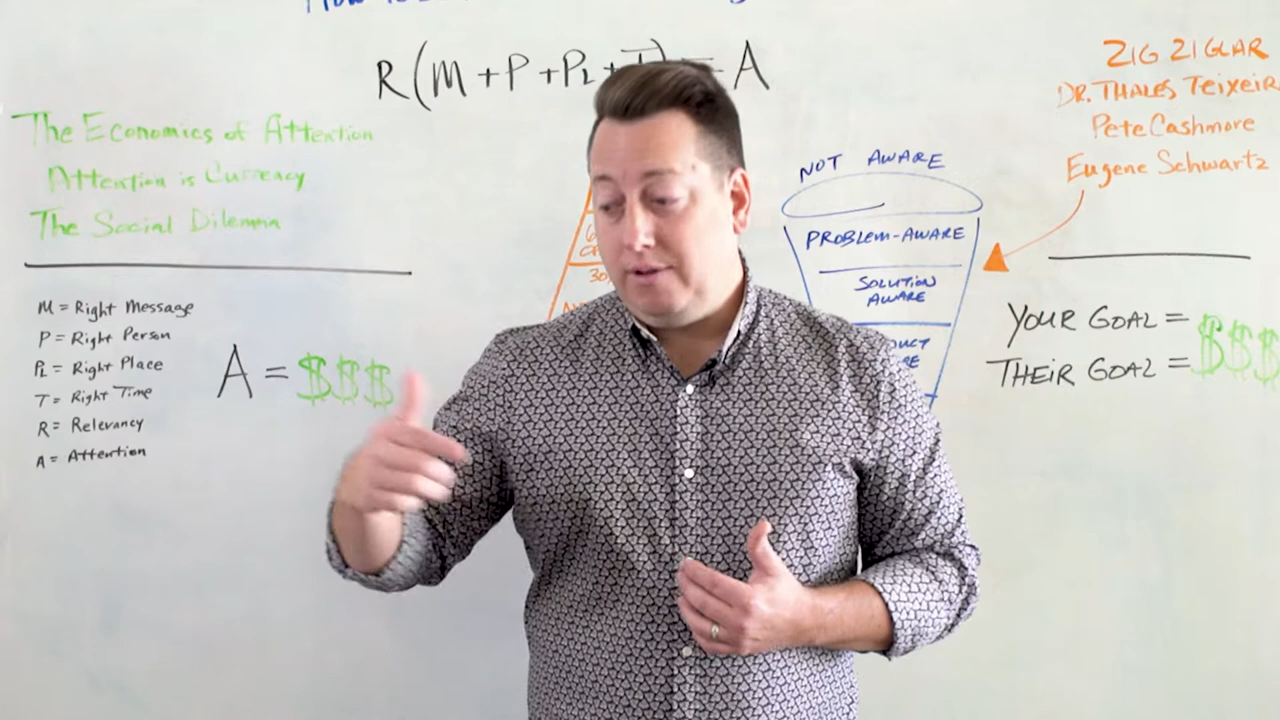 R(M+P+PL+T)=A
The Economics of Attention
Attention is Currency
The Social Dilemma
M = Right Message
P = Right Person
PL = Right Place
T = Right Time
R = Relevancy
A = Attention
A = $$$
30
NOT AWARE
PROBLEM-AWARE
SOLUTION
AWARE
ZIG ZIGLAR
DR. THALES TeixeiR
Pete Cashmore
Eugene Schwartz
YOUR GOAL = $$$
THEIR GOAL =